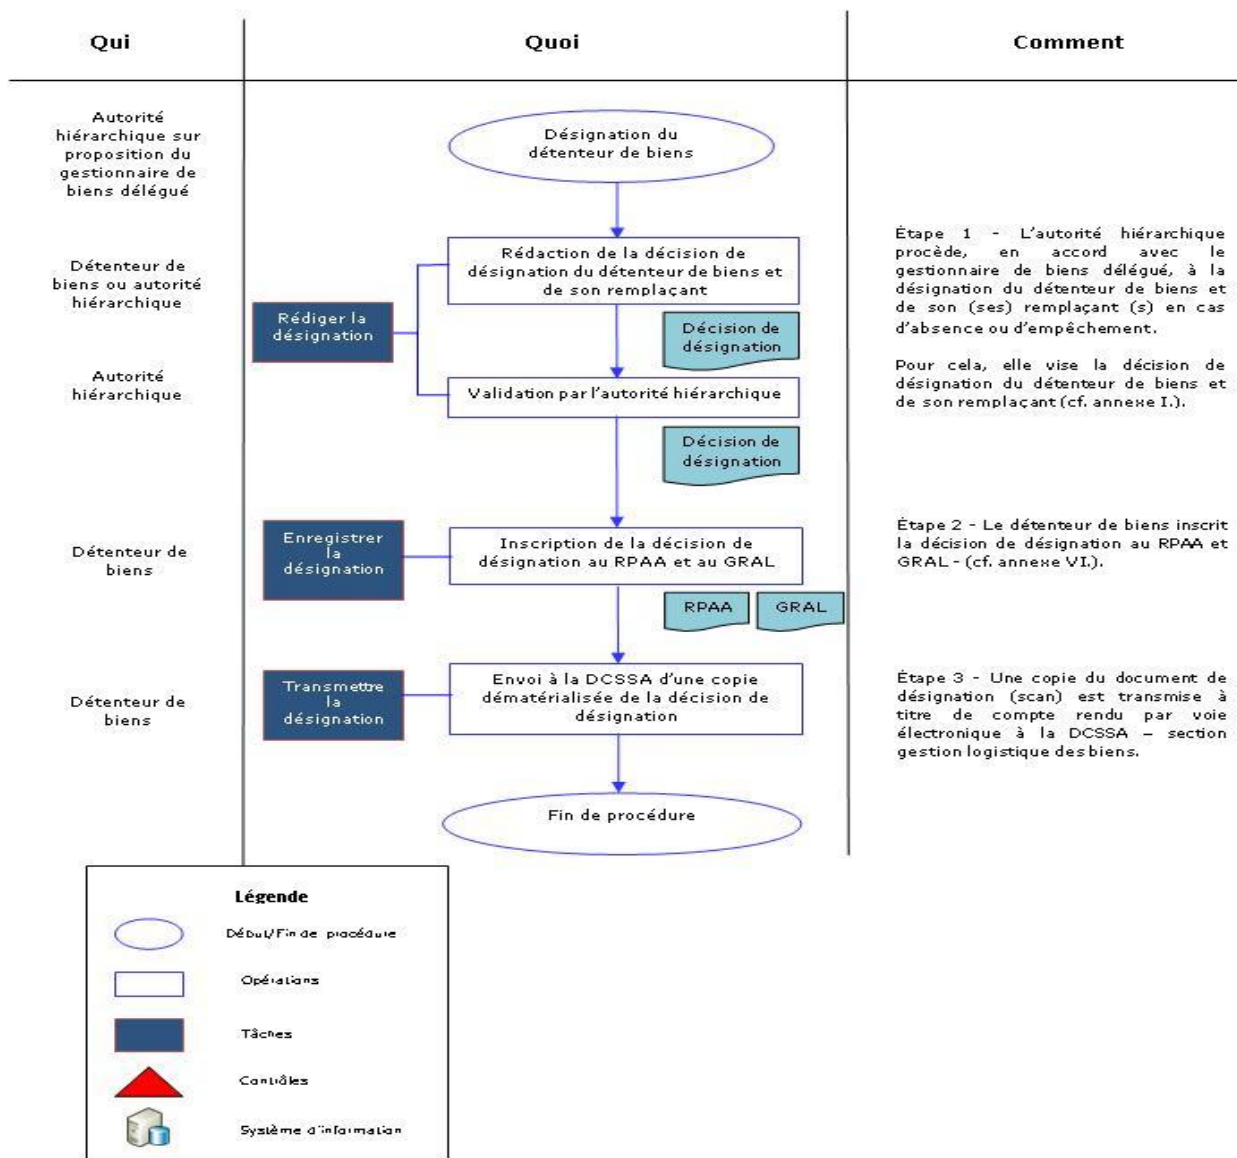 Qui
Quoi
Comment
Autorité
hiérarchique sur
proposition du
gestionnaire de
biens délégué
Désignation du
détenteur de biens
Détenteur de
biens ou autorité
hiérarchique
Rédiger la
désignation
Rédaction de la décision de
désignation du détenteur de biens et
de son remplaçant
Décision de
désignation
Étape 1 - L'autorité hiérarchique
procède, en accord avec le
gestionnaire de biens délégué, à la
désignation du détenteur de biens et
de son (ses) remplaçant (s) en cas
d'absence ou d'empêchement.
Pour cela, elle vise la décision de
désignation du détenteur de biens et
de son remplaçant (cf. annexe I.).
Autorité
hiérarchique
Validation par l'autorité hiérarchique
Décision de
désignation
Détenteur de
biens
Enregistrer
la
désignation
Inscription de la décision de
désignation au RPAA et au GRAL
RPAA
GRAL
Étape 2 - Le détenteur de biens inscrit
la décision de désignation au RPAA et
GRAL - (cf. annexe VI.).
Détenteur de
biens
Transmettre
la
désignation
Envoi à la DCSSA d'une copie
dématérialisée de la décision de
désignation
Étape 3 - Une copie du document de
désignation (scan) est transmise à
titre de compte rendu par voie
électronique à la DCSSA – section
gestion logistique des biens.
Fin de procédure
Légende
Début/Fin de procédure
Opérations
Tâches
Contrôles
Système d'information